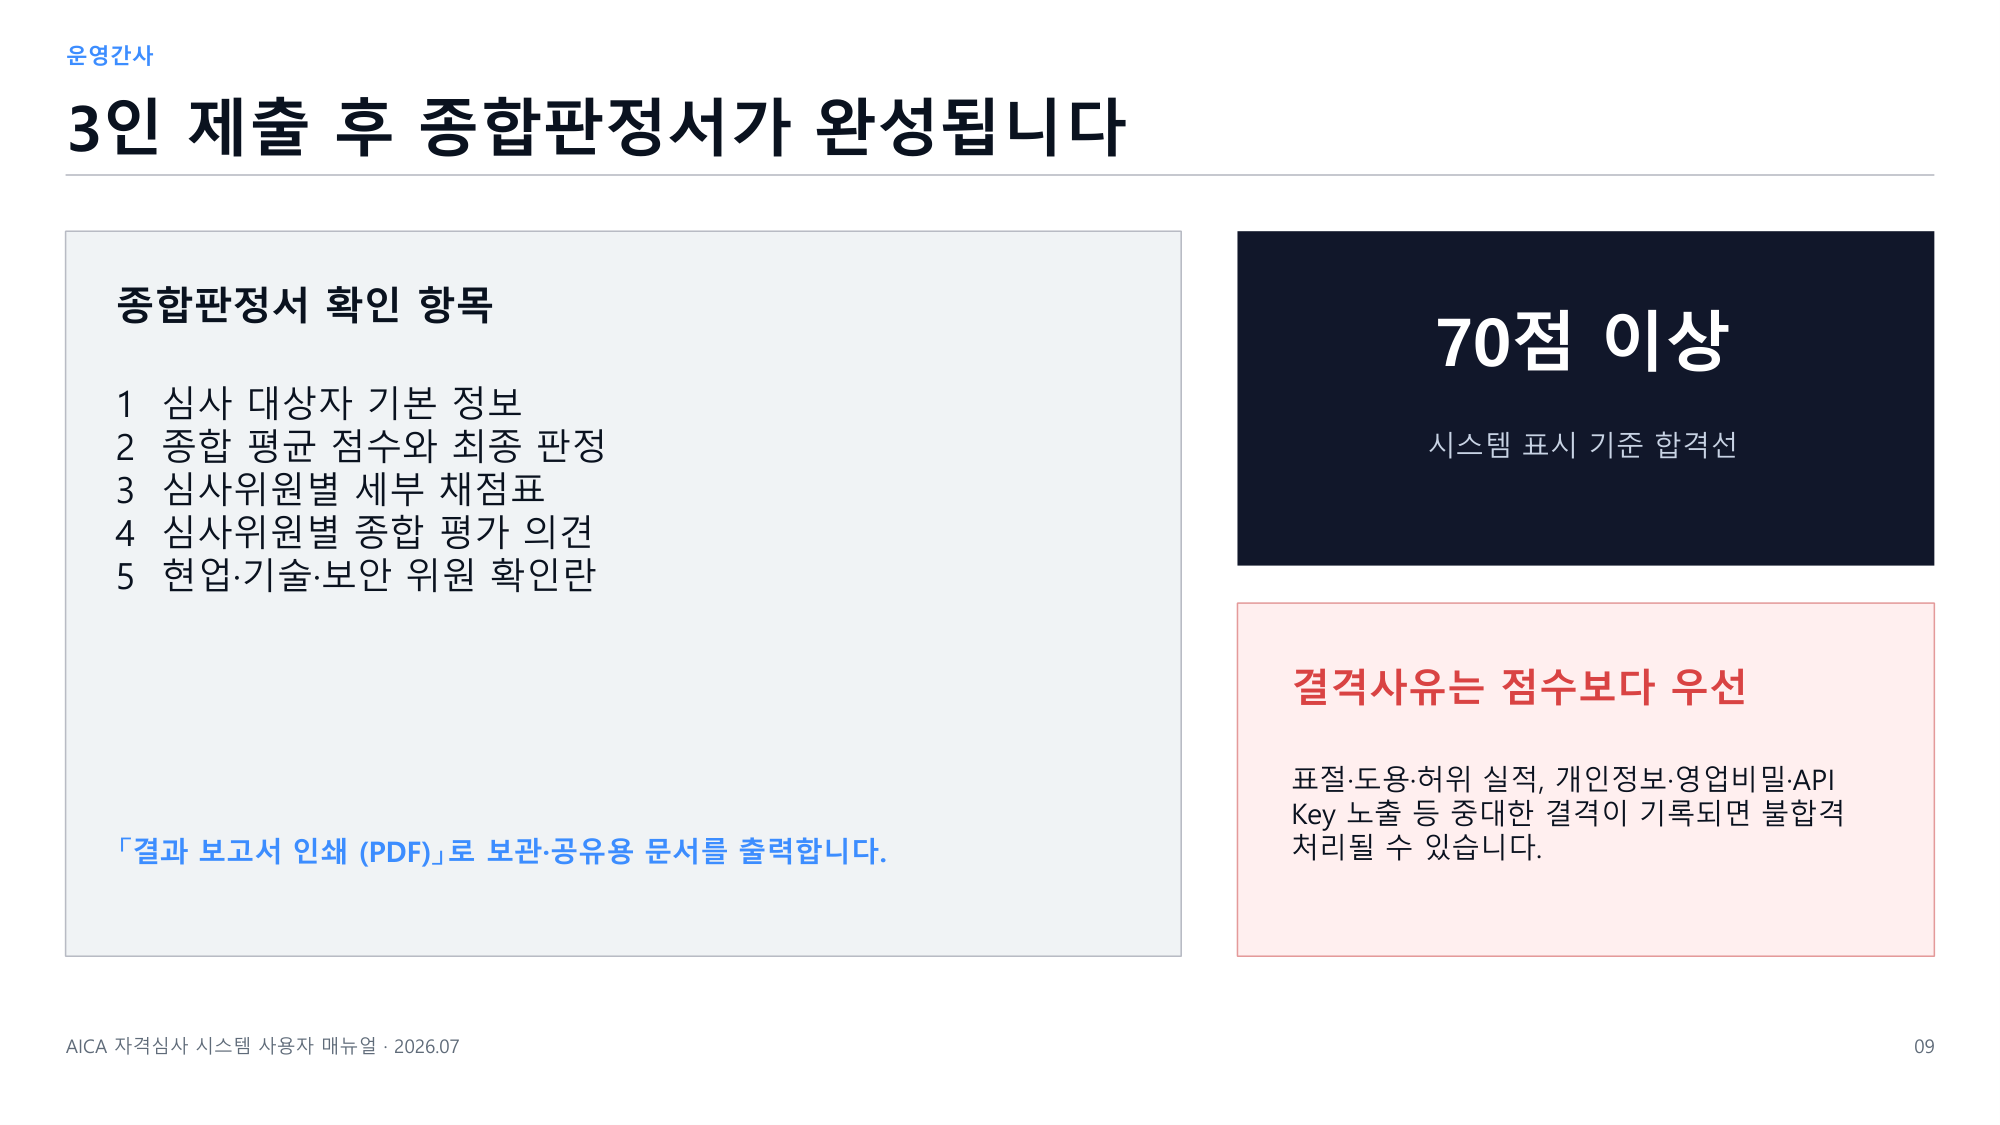 운영간사
3인 제출 후 종합판정서가 완성됩니다
종합판정서 확인 항목
1 심사 대상자 기본 정보
2 종합 평균 점수와 최종 판정
3 심사위원별 세부 채점표
4 심사위원별 종합 평가 의견
5 현업·기술·보안 위원 확인란
「결과 보고서 인쇄 (PDF)」로 보관·공유용 문서를 출력합니다.
70점 이상
시스템 표시 기준 합격선
결격사유는 점수보다 우선
표절·도용·허위 실적, 개인정보·영업비밀·API
Key 노출 등 중대한 결격이 기록되면 불합격
처리될 수 있습니다.
AICA 자격심사 시스템 사용자 매뉴얼 · 2026.07
09